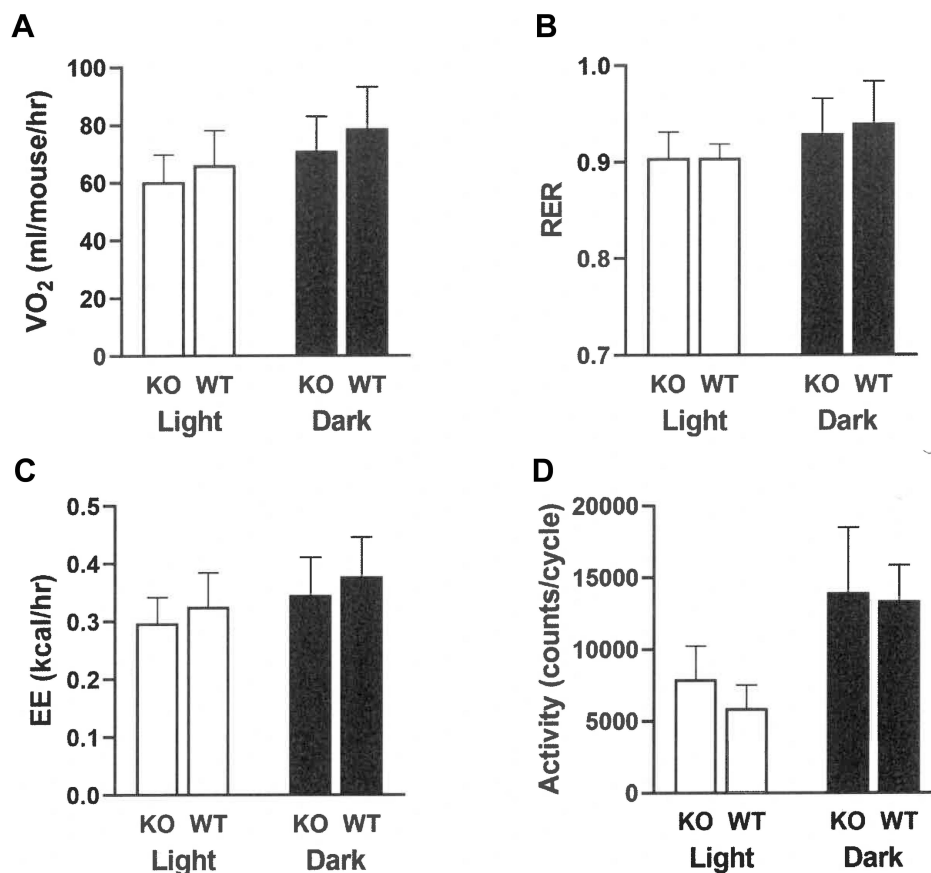 A
VO2 (ml/mouse/hr)
100
80
60
40
20
0
KO WT KO WT
Light Dark
B
RER
1.0
0.9
0.8
0.7
KO WT KO WT
Light Dark
C
EE (kcal/hr)
0.5
0.4
0.3
0.2
0.1
0.0
KO WT KO WT
Light Dark
D
Activity (counts/cycle)
20000
15000
10000
5000
0
KO WT KO WT
Light Dark